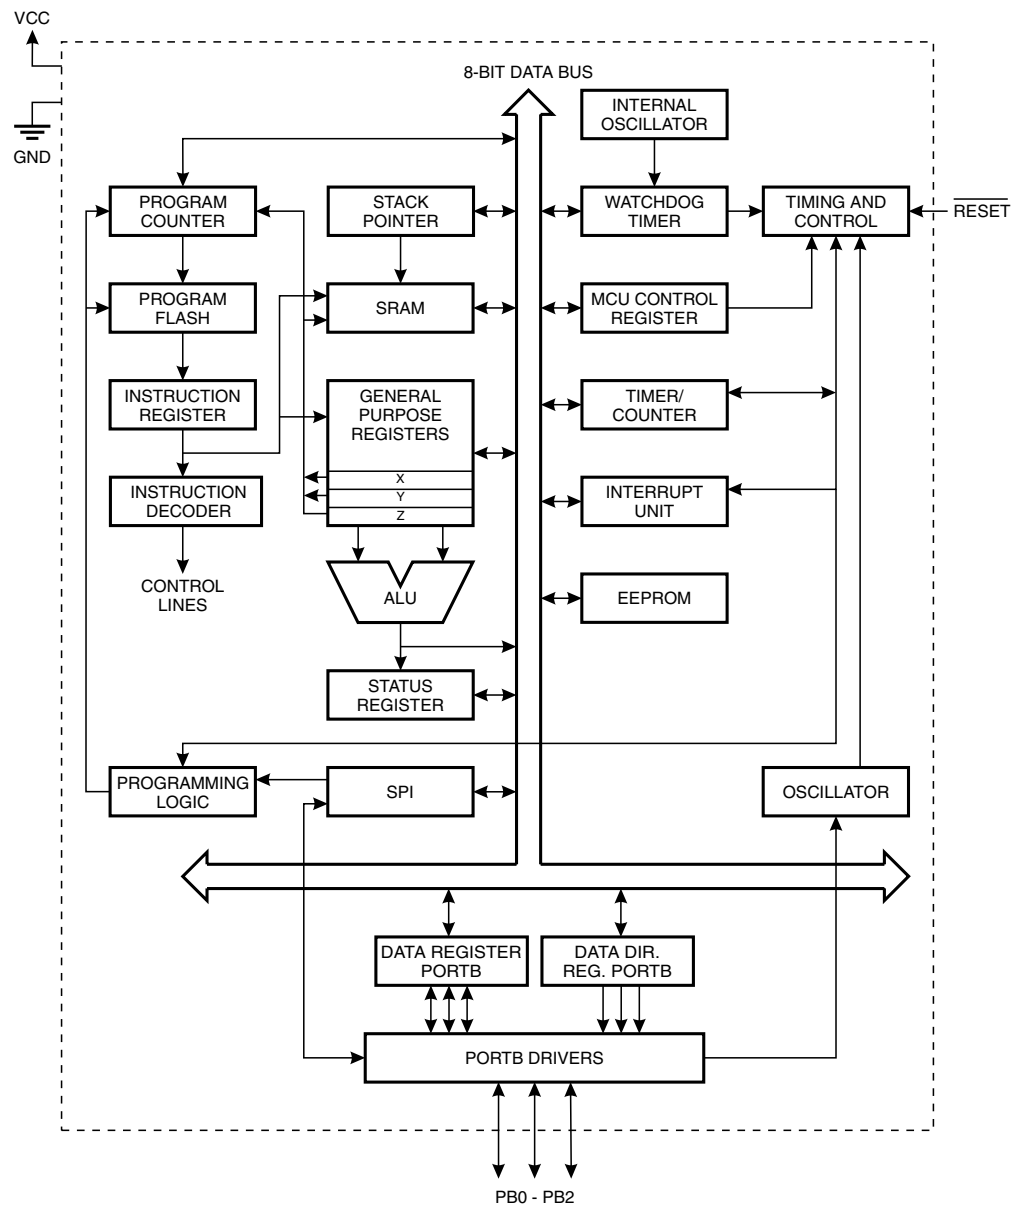 VCC
GND
8-BIT DATA BUS
INTERNAL
OSCILLATOR
PROGRAM
COUNTER
STACK
POINTER
WATCHDOG
TIMER
TIMING AND
CONTROL
RESET
PROGRAM
FLASH
SRAM
MCU CONTROL
REGISTER
INSTRUCTION
REGISTER
GENERAL
PURPOSE
REGISTERS
X
Y
Z
TIMER/
COUNTER
INSTRUCTION
DECODER
INTERRUPT
UNIT
CONTROL
LINES
ALU
EEPROM
STATUS
REGISTER
PROGRAMMING
LOGIC
SPI
OSCILLATOR
DATA REGISTER
PORTB
DATA DIR.
REG. PORTB
PORTB DRIVERS
PB0 - PB2